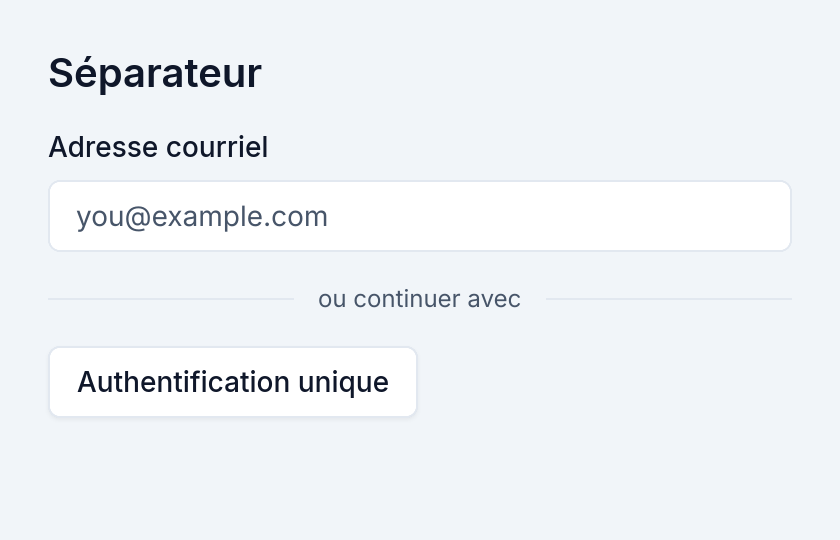 Séparateur
Adresse courriel
you@example.com
ou continuer avec
Authentification unique